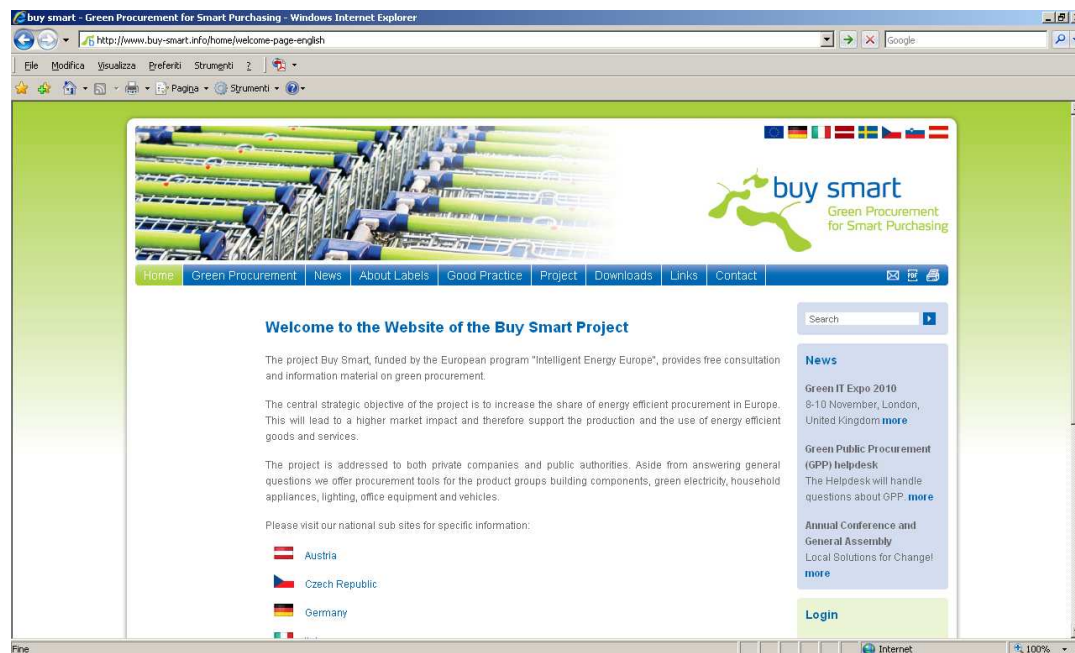 buy smart - Green Procurement for Smart Purchasing - Windows Internet Explorer
http://www.buy-smart.info/home/welcome-page-english
Google
File Modifica Visualizza Preferiti Strumenti ?
Pagina Strumenti
buy smart
Green Procurement
for Smart Purchasing
Home Green Procurement News About Labels Good Practice Project Downloads Links Contact
PDF
Search
Welcome to the Website of the Buy Smart Project
The project Buy Smart, funded by the European program "Intelligent Energy Europe", provides free consultation
and information material on green procurement.
The central strategic objective of the project is to increase the share of energy efficient procurement in Europe.
This will lead to a higher market impact and therefore support the production and the use of energy efficient
goods and services.
The project is addressed to both private companies and public authorities. Aside from answering general
questions we offer procurement tools for the product groups building components, green electricity, household
appliances, lighting, office equipment and vehicles.
Please visit our national sub sites for specific information:
Austria
Czech Republic
Germany
News
Green IT Expo 2010
8-10 November, London,
United Kingdom more
Green Public Procurement
(GPP) helpdesk
The Helpdesk will handle
questions about GPP. more
Annual Conference and
General Assembly
Local Solutions for Change!
more
Login
Fine
Internet
100%